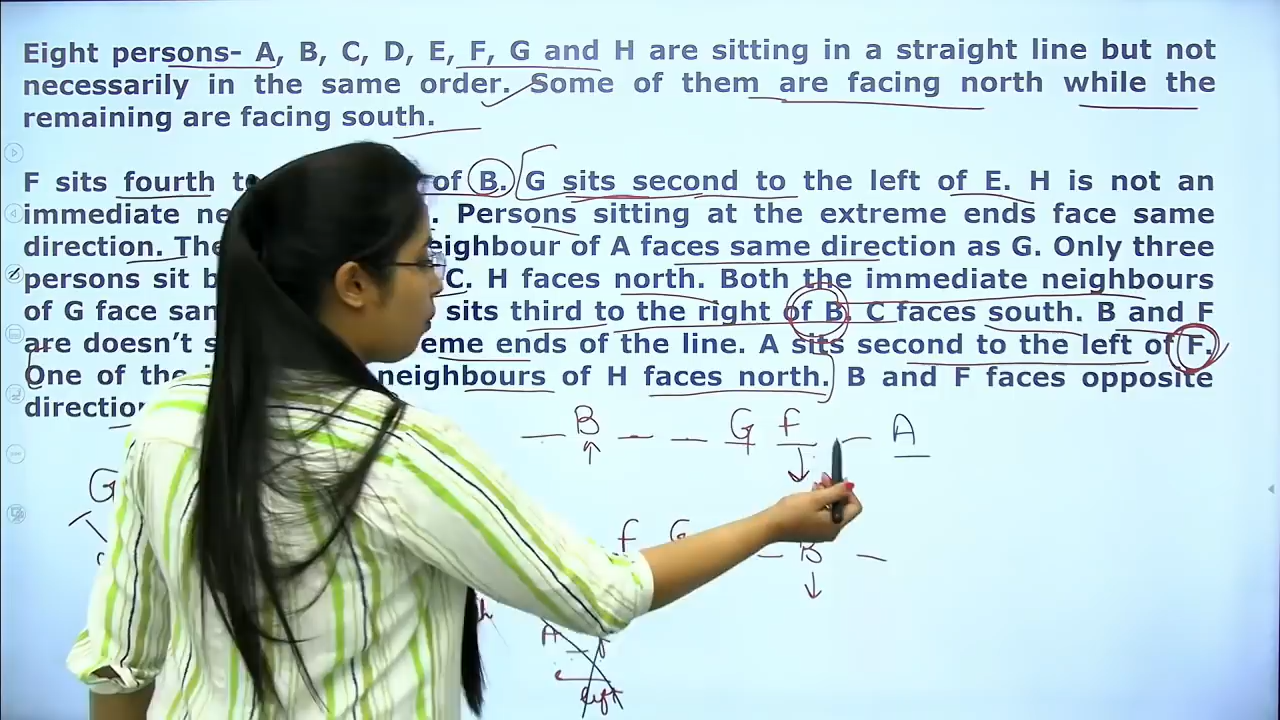 Eight persons- A, B, C, D, E, F, G and H are sitting in a straight line but not
necessarily in the same order. Some of them are facing north while the
remaining are facing south.
F sits fourth t of B. G sits second to the left of E. H is not an
immediate ne . Persons sitting at the extreme ends face same
direction. The eighbour of A faces same direction as G. Only three
persons sit b C. H faces north. Both the immediate neighbours
of G face sam sits third to the right of B. C faces south. B and F
are doesn't s eme ends of the line. A sits second to the left of F.
One of the i neighbours of H faces north. B and F faces opposite
directio
B G F A
G
F G B
A
left